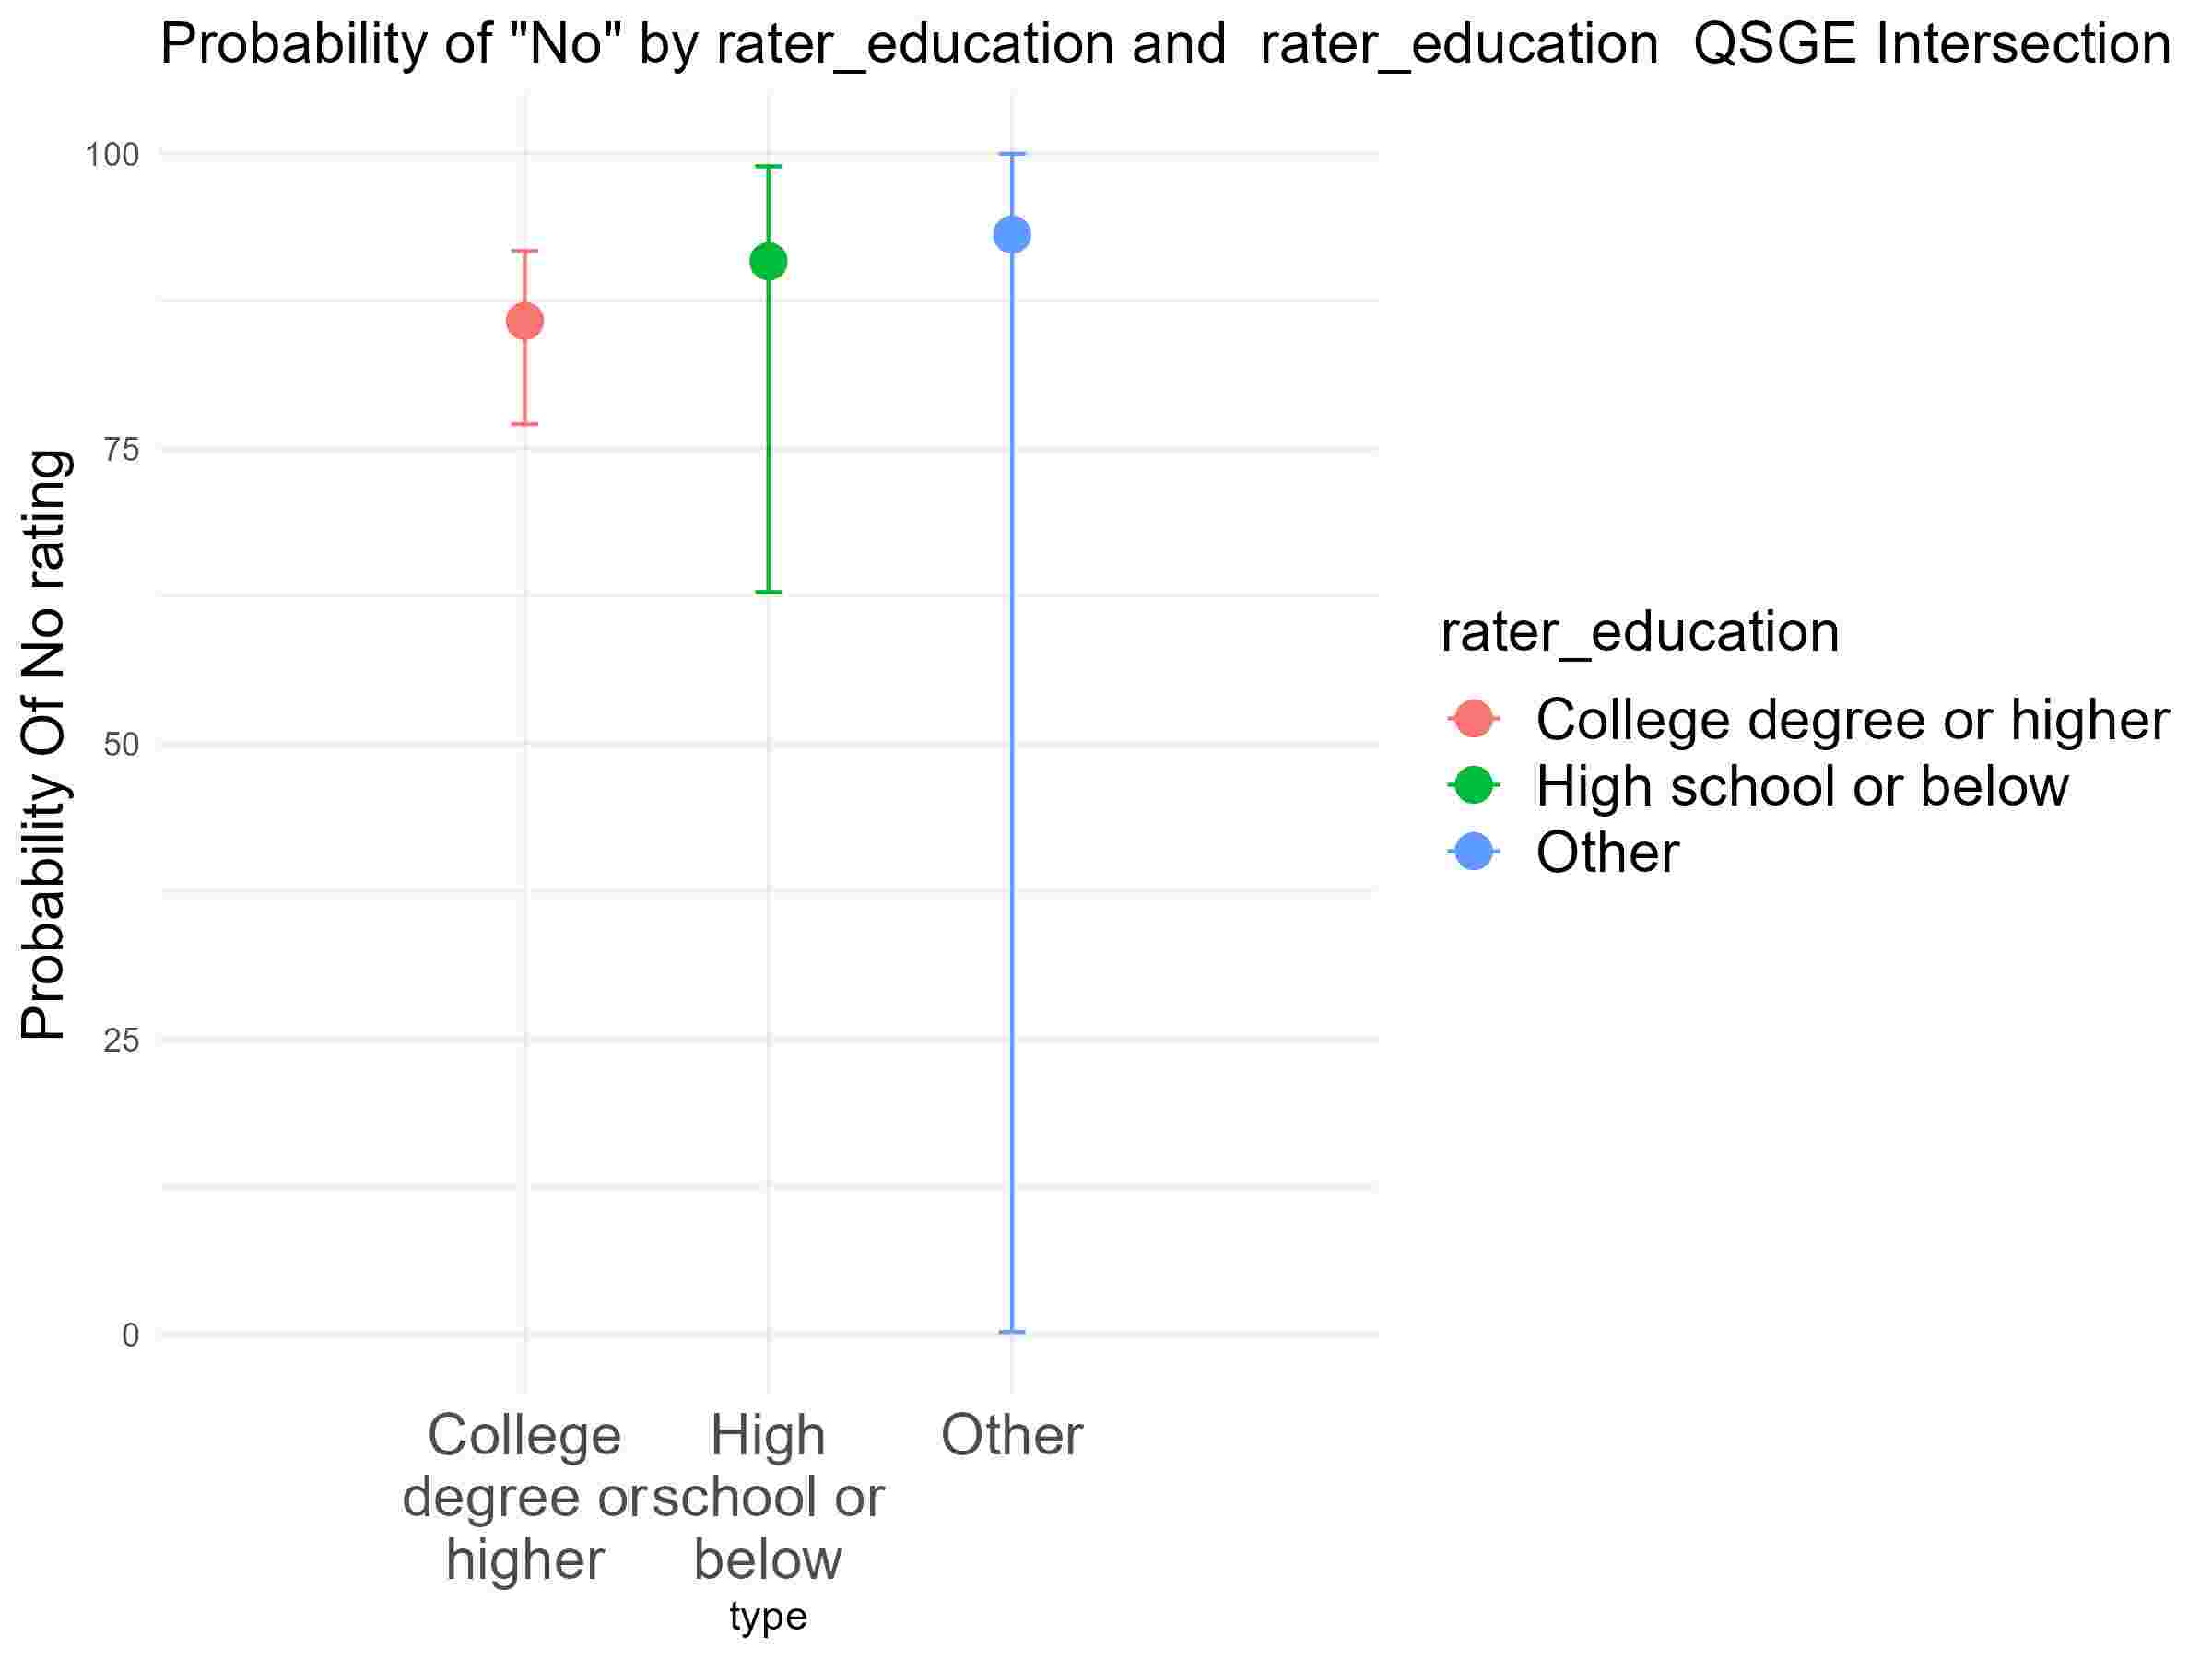 Probability of "No" by rater_education and  rater_education  QSGE Intersection
100
75
50
25
0
Probability Of No rating
College
degree or
higher
High
school or
below
Other
type
rater_education
College degree or higher
High school or below
Other